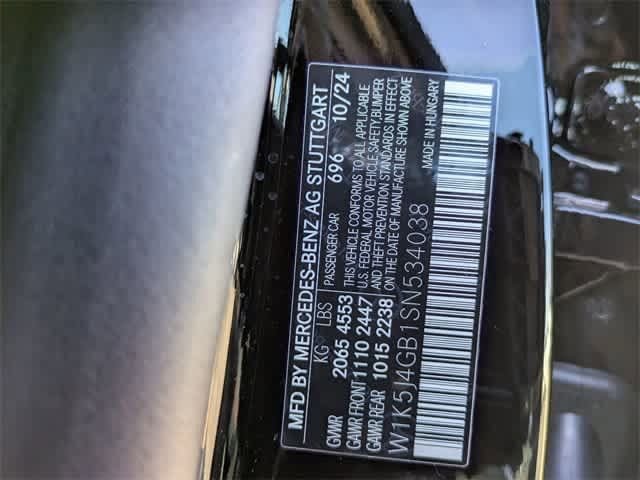 MFD BY MERCEDES-BENZ AG STUTTGART
KG LBS 696 10/24
GVWR 2065 4553
GAWR FRONT 1110 2447
GAWR REAR 1015 2238
PASSENGER CAR
THIS VEHICLE CONFORMS TO ALL APPLICABLE
U.S. FEDERAL MOTOR VEHICLE SAFETY, BUMPER
AND THEFT PREVENTION STANDARDS IN EFFECT
ON THE DATE OF MANUFACTURE SHOWN ABOVE
W1K5J4GB1SN534038 MADE IN HUNGARY